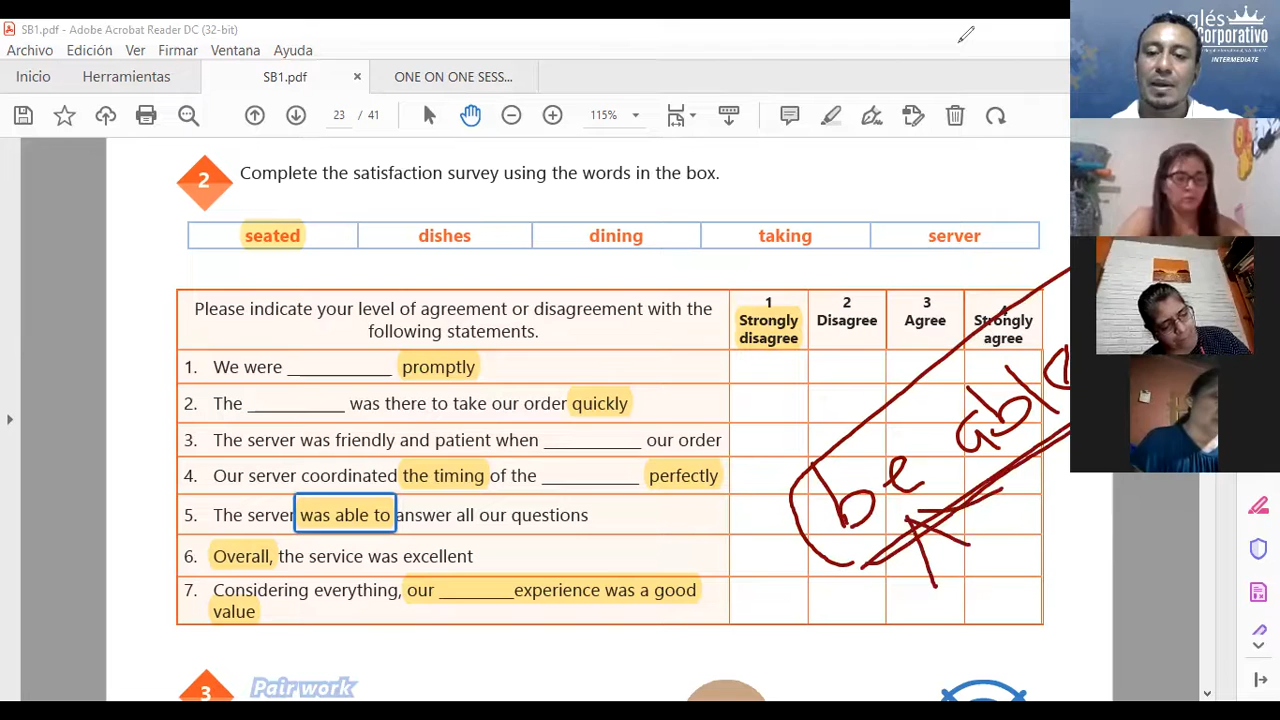 SB1.pdf - Adobe Acrobat Reader DC (32-bit)
Archivo Edición Ver Firmar Ventana Ayuda
Inicio Herramientas SB1.pdf × ONE ON ONE SESS...
23 / 41 115%
Inglés
Corporativo
INTERMEDIATE
2 Complete the satisfaction survey using the words in the box.
seated dishes dining taking server
Please indicate your level of agreement or disagreement with the
following statements.
1
Strongly
disagree
2
Disagree
3
Agree
4
Strongly
agree
1. We were ____________ promptly
2. The ___________ was there to take our order quickly
3. The server was friendly and patient when ___________ our order
4. Our server coordinated the timing of the ___________ perfectly
5. The server was able to answer all our questions
6. Overall, the service was excellent
7. Considering everything, our ________experience was a good
value
be able
3 Pair work